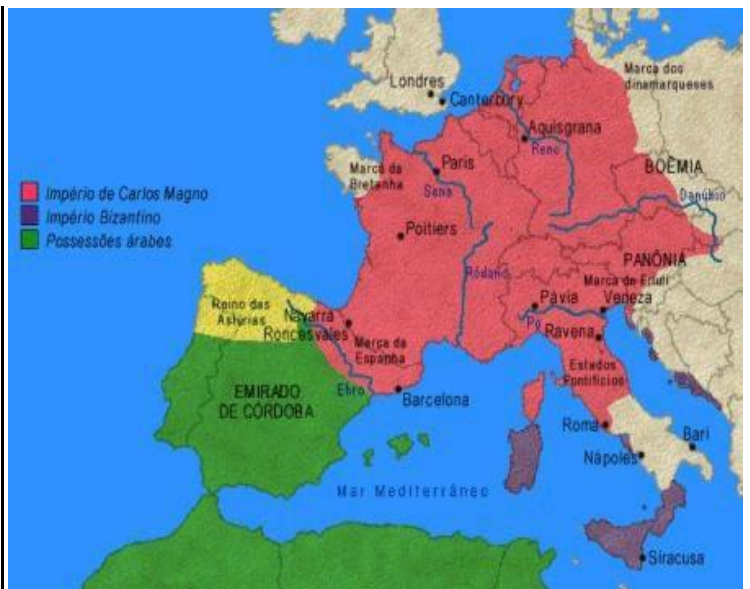 Londres
Canterbury
Marca dos
dinamarqueses
Aquisgrana
Reno
Paris
Sena
Marca da
Bretanha
BOÊMIA
Danúbio
Império de Carlos Magno
Império Bizantino
Possessões árabes
Poitiers
PANÔNIA
Ródano
Marca de Friuli
Pávia
Veneza
Pó
Reino das
Astúrias
Navarra
Roncesvales
Marca da
Espanha
Ravena
Estados
Pontifícios
EMIRADO
DE CÓRDOBA
Ebro
Barcelona
Roma
Bari
Nápoles
Mar Mediterrâneo
Siracusa